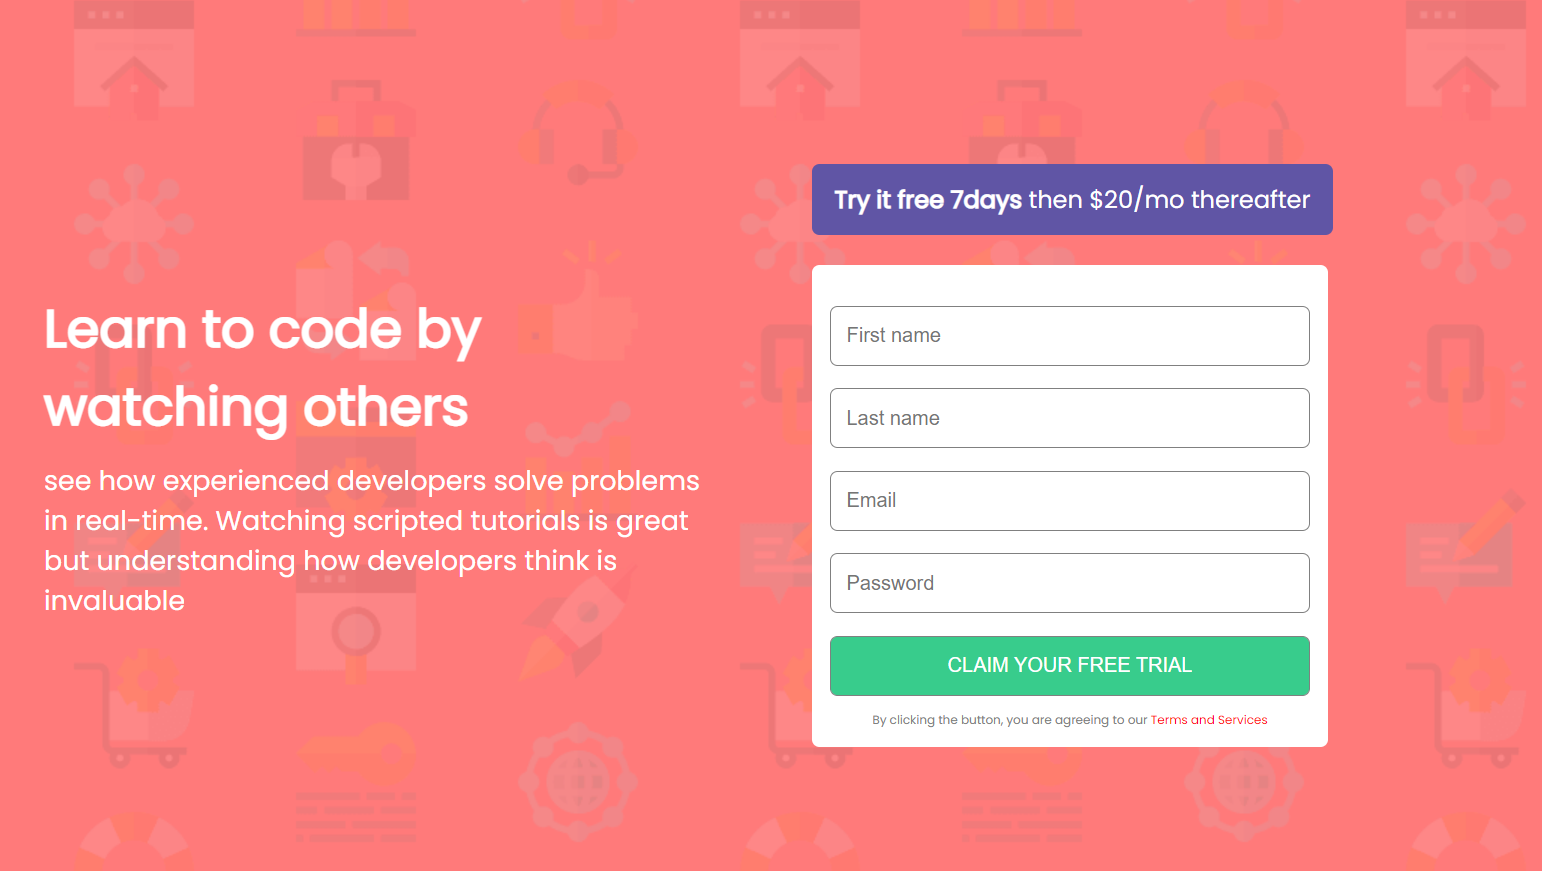 Learn to code by
watching others
see how experienced developers solve problems
in real-time. Watching scripted tutorials is great
but understanding how developers think is
invaluable
Try it free 7days then $20/mo thereafter
First name
Last name
Email
Password
CLAIM YOUR FREE TRIAL
By clicking the button, you are agreeing to our Terms and Services